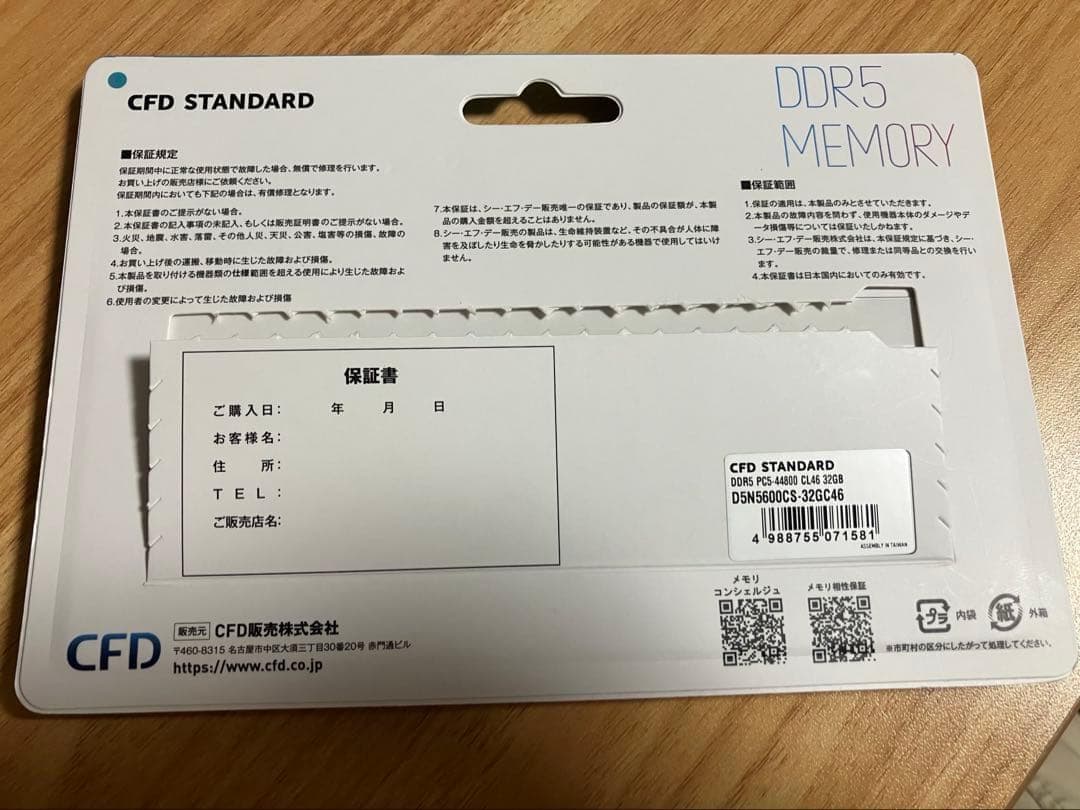 CFD STANDARD
DDR5
MEMORY
■保証規定
保証期間中に正常な使用状態で故障した場合、無償で修理を行います。
お買い上げの販売店様にご依頼ください。
保証期間内においても下記の場合は、有償修理となります。
1.本保証書のご提示がない場合。
2.本保証書の記入事項の未記入、もしくは販売証明書のご提示がない場合。
3.火災、地震、水害、落雷、その他人災、天災、公害、塩害等の損傷、故障の
場合。
4.お買い上げ後の運搬、移動時に生じた故障および損傷。
5.本製品を取り付ける機器類の仕様範囲を超える使用により生じた故障およ
び損傷。
6.使用者の変更によって生じた故障および損傷
7.本保証は、シー・エフ・デー販売唯一の保証であり、製品の保証額が、本製
品の購入金額を超えることはありません。
8.シー・エフ・デー販売の製品は、生命維持装置など、その不具合が人体に障
害を及ぼしたり生命を脅かしたりする可能性がある機器で使用してはいけ
ません。
■保証範囲
1.保証の適用は、本製品のみとさせていただきます。
2.本製品の故障内容を問わず、使用機器本体のダメージやデ
ータ損傷等については保証いたしかねます。
3.シー・エフ・デー販売株式会社は、本保証規定に基づき、シー・
エフ・デー販売の裁量で、修理または同等品との交換を行い
ます。
4.本保証書は日本国内においてのみ有効です。
保証書
ご購入日： 年 月 日
お客様名：
住 所：
TEL：
ご販売店名：
CFD STANDARD
DDR5 PC5-44800 CL46 32GB
D5N5600CS-32GC46
4 988755 071581
ASSEMBLY IN TAIWAN
メモリ
コンシェルジュ
メモリ相性保証
プラ
内袋
紙
外箱
※市町村の区分にしたがって処理してください。
CFD
販売元 CFD販売株式会社
〒460-8315 名古屋市中区大須三丁目30番20号 赤門通ビル
https://www.cfd.co.jp